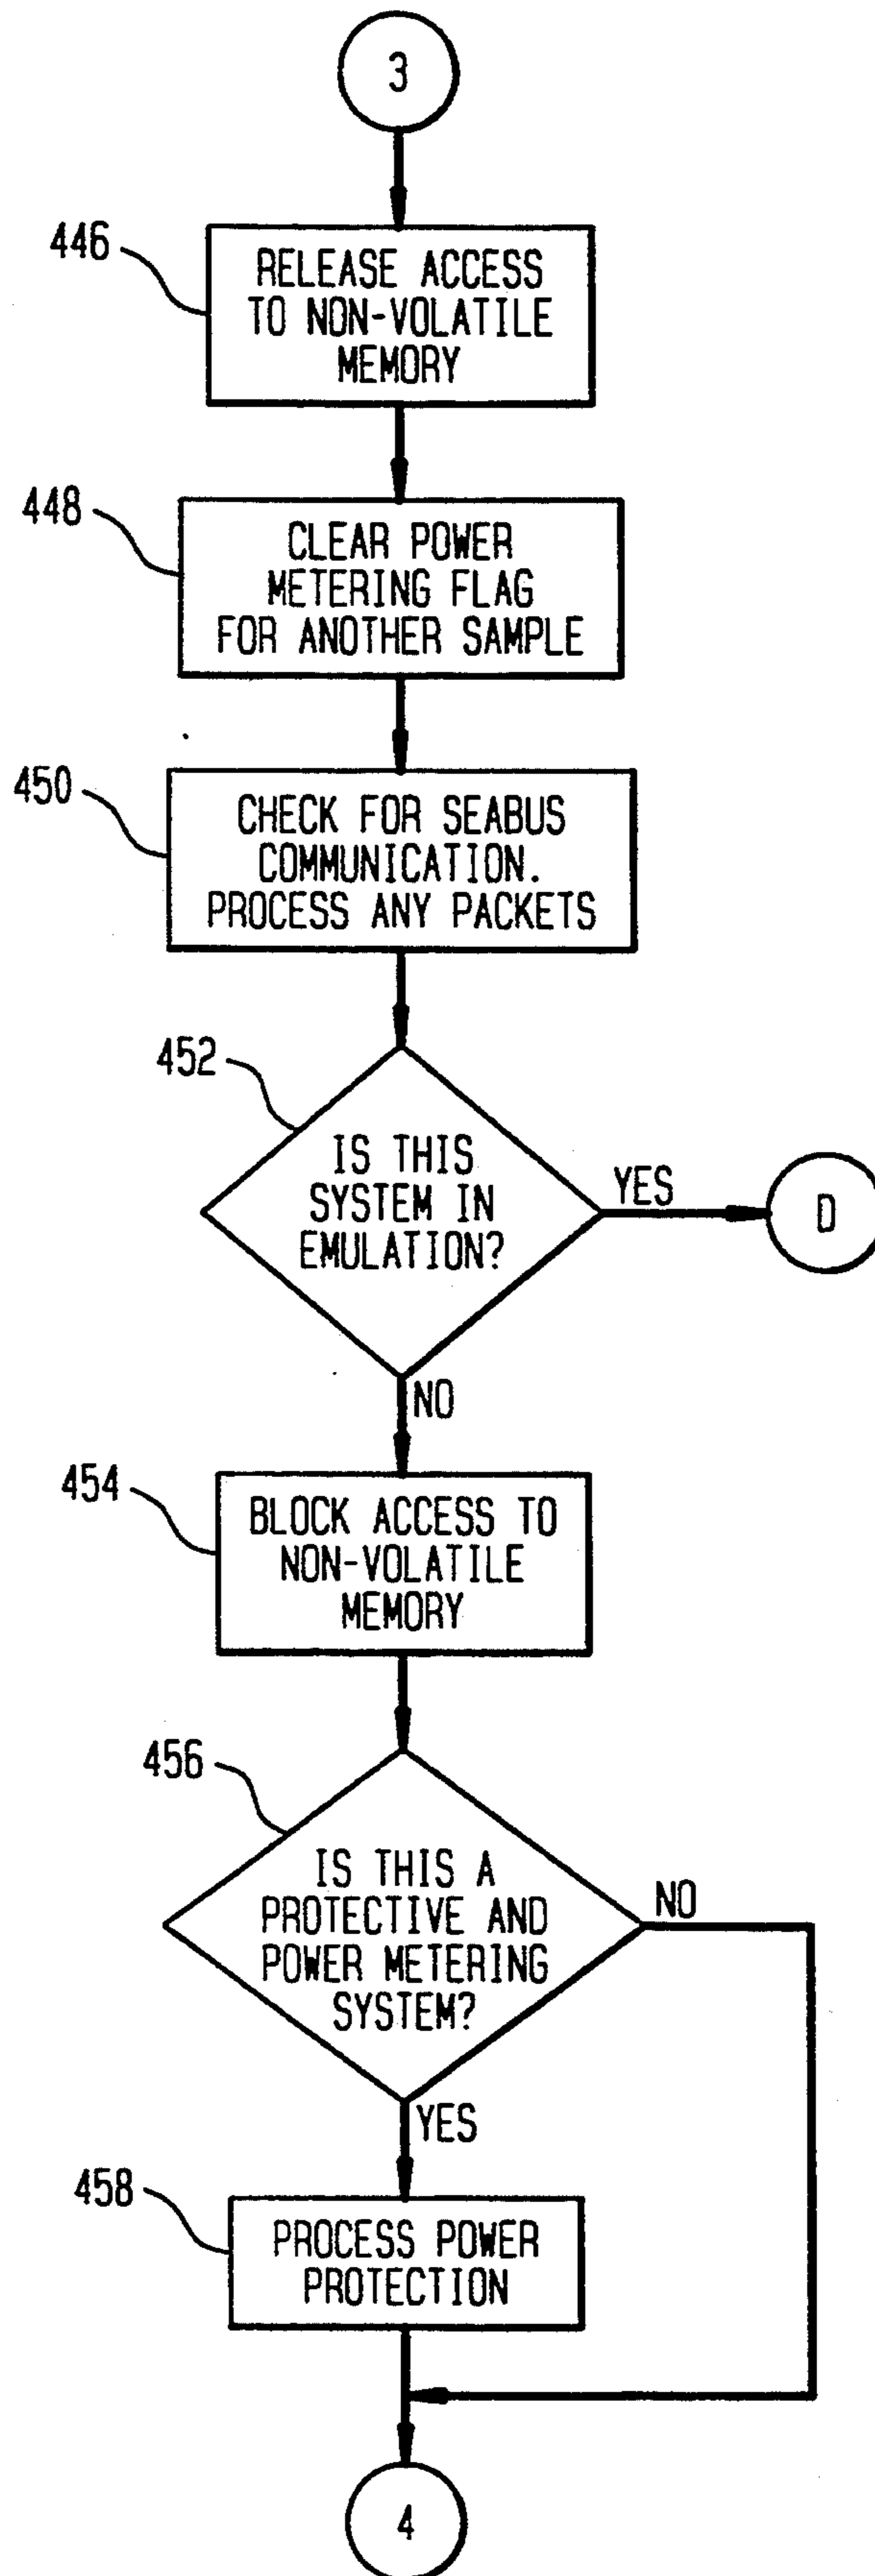 3
446
RELEASE ACCESS
TO NON-VOLATILE
MEMORY
448
CLEAR POWER
METERING FLAG
FOR ANOTHER SAMPLE
450
CHECK FOR SEABUS
COMMUNICATION.
PROCESS ANY PACKETS
452
IS THIS
SYSTEM IN
EMULATION?
YES
D
NO
454
BLOCK ACCESS TO
NON-VOLATILE
MEMORY
456
IS THIS A
PROTECTIVE AND
POWER METERING
SYSTEM?
NO
YES
458
PROCESS POWER
PROTECTION
4